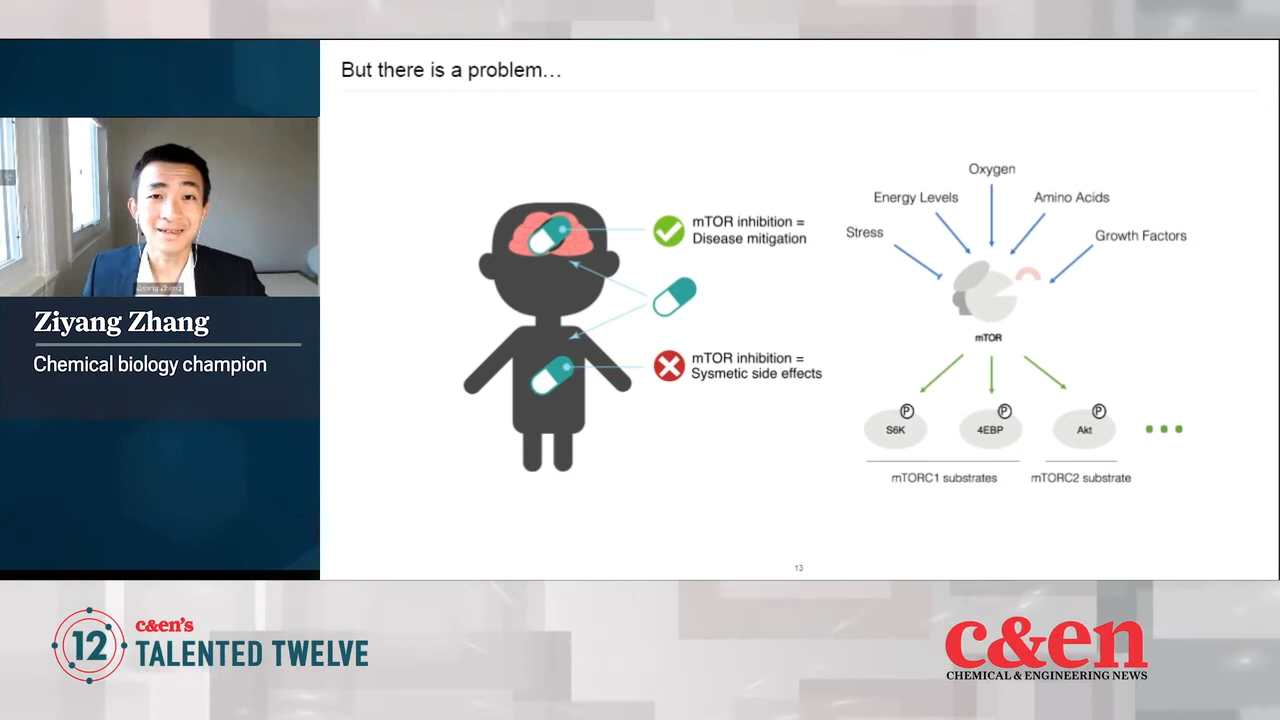 But there is a problem…
Ziyang Zhang
Ziyang Zhang
Chemical biology champion
mTOR inhibition =
Disease mitigation
mTOR inhibition =
Sysmetic side effects
Oxygen
Energy Levels
Amino Acids
Stress
Growth Factors
mTOR
P
P
P
S6K
4EBP
Akt
mTORC1 substrates
mTORC2 substrate
13
12
c&en's
TALENTED TWELVE
c&en
CHEMICAL & ENGINEERING NEWS